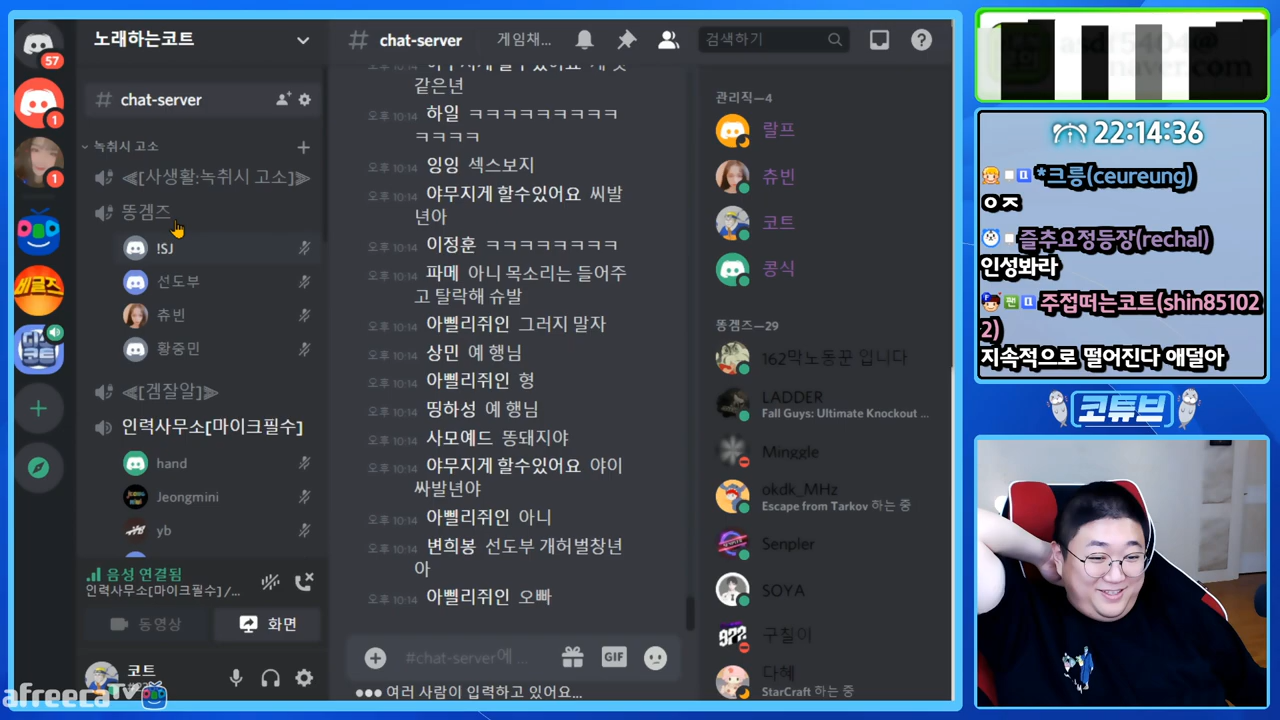 57
1
1
노래하는코트
# chat-server
녹취시 고소
≪[사생활:녹취시 고소]≫
똥겜즈
!SJ
선도부
츄빈
황중민
≪[겜잘알]≫
인력사무소[마이크필수]
hand
Jeongmini
yb
음성 연결됨
인력사무소[마이크필수] /...
동영상
화면
코트
afreecaTV
# chat-server
게임채...
검색하기
같은년
오후 10:14 하일 ㅋㅋㅋㅋㅋㅋㅋㅋㅋ
ㅋㅋㅋㅋ
오후 10:14 잉잉 섹스보지
오후 10:14 야무지게 할수있어요 씨발
년아
오후 10:14 이정훈 ㅋㅋㅋㅋㅋㅋㅋㅋ
오후 10:14 파메 아니 목소리는 들어주
고 탈락해 슈발
오후 10:14 아삘리쥐인 그러지 말자
오후 10:14 상민 예 행님
오후 10:14 아삘리쥐인 형
오후 10:14 띵하성 예 행님
오후 10:14 사모예드 똥돼지야
오후 10:14 야무지게 할수있어요 야이
싸발년야
오후 10:14 아삘리쥐인 아니
오후 10:14 변희봉 선도부 개허벌창년
아
오후 10:14 아삘리쥐인 오빠
#chat-server에 ...
GIF
여러 사람이 입력하고 있어요...
관리직—4
랄프
츄빈
코트
콩식
똥겜즈—29
162막노동꾼 입니다
LADDER
Fall Guys: Ultimate Knockout ...
Minggle
okdk_MHz
Escape from Tarkov 하는 중
Senpler
SOYA
구칠이
다혜
StarCraft 하는 중
naver.com
22:14:36
*크릉(ceureung)
ㅇㅈ
즐추요정등장(rechal)
인성봐라
팬 주접떠는코트(shin85102
2)
지속적으로 떨어진다 애덜아
코튜브